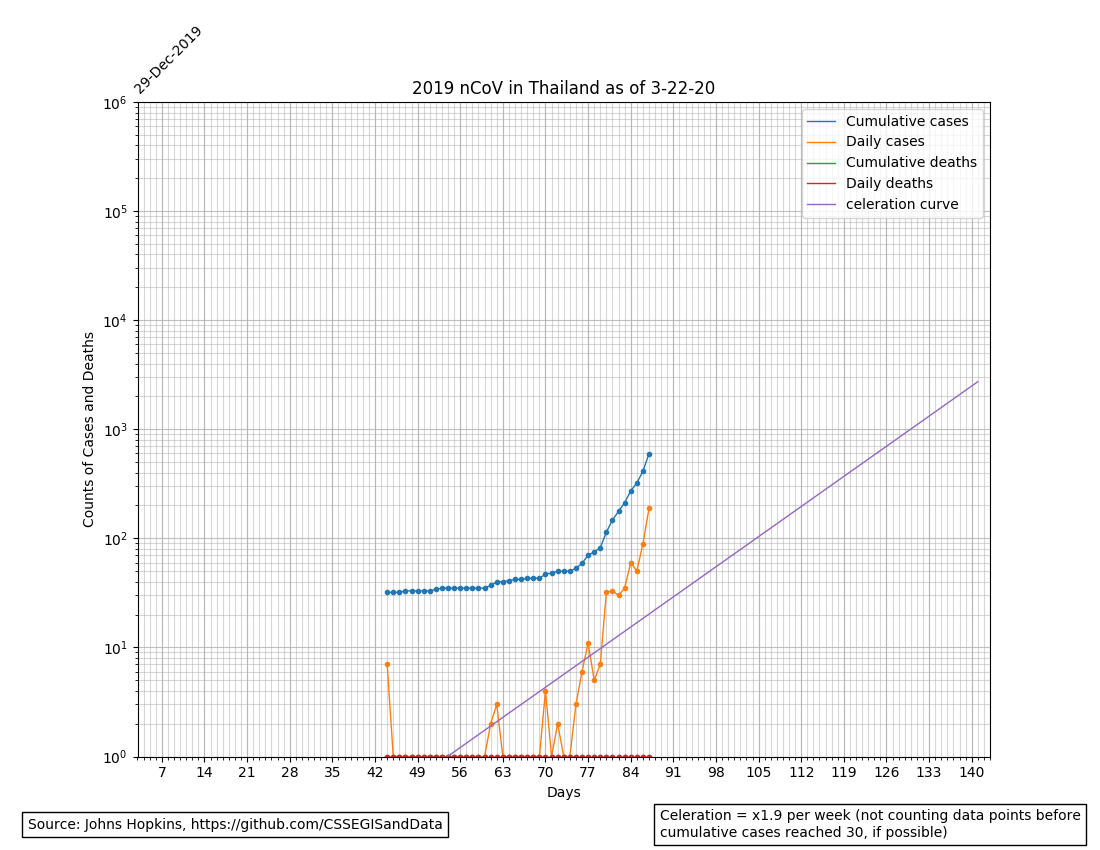 29-Dec-2019
2019 nCoV in Thailand as of 3-22-20
Cumulative cases
Daily cases
Cumulative deaths
Daily deaths
celeration curve
Counts of Cases and Deaths
10^6
10^5
10^4
10^3
10^2
10^1
10^0
7 14 21 28 35 42 49 56 63 70 77 84 91 98 105 112 119 126 133 140
Days
Source: Johns Hopkins, https://github.com/CSSEGISandData
Celeration = x1.9 per week (not counting data points before
cumulative cases reached 30, if possible)